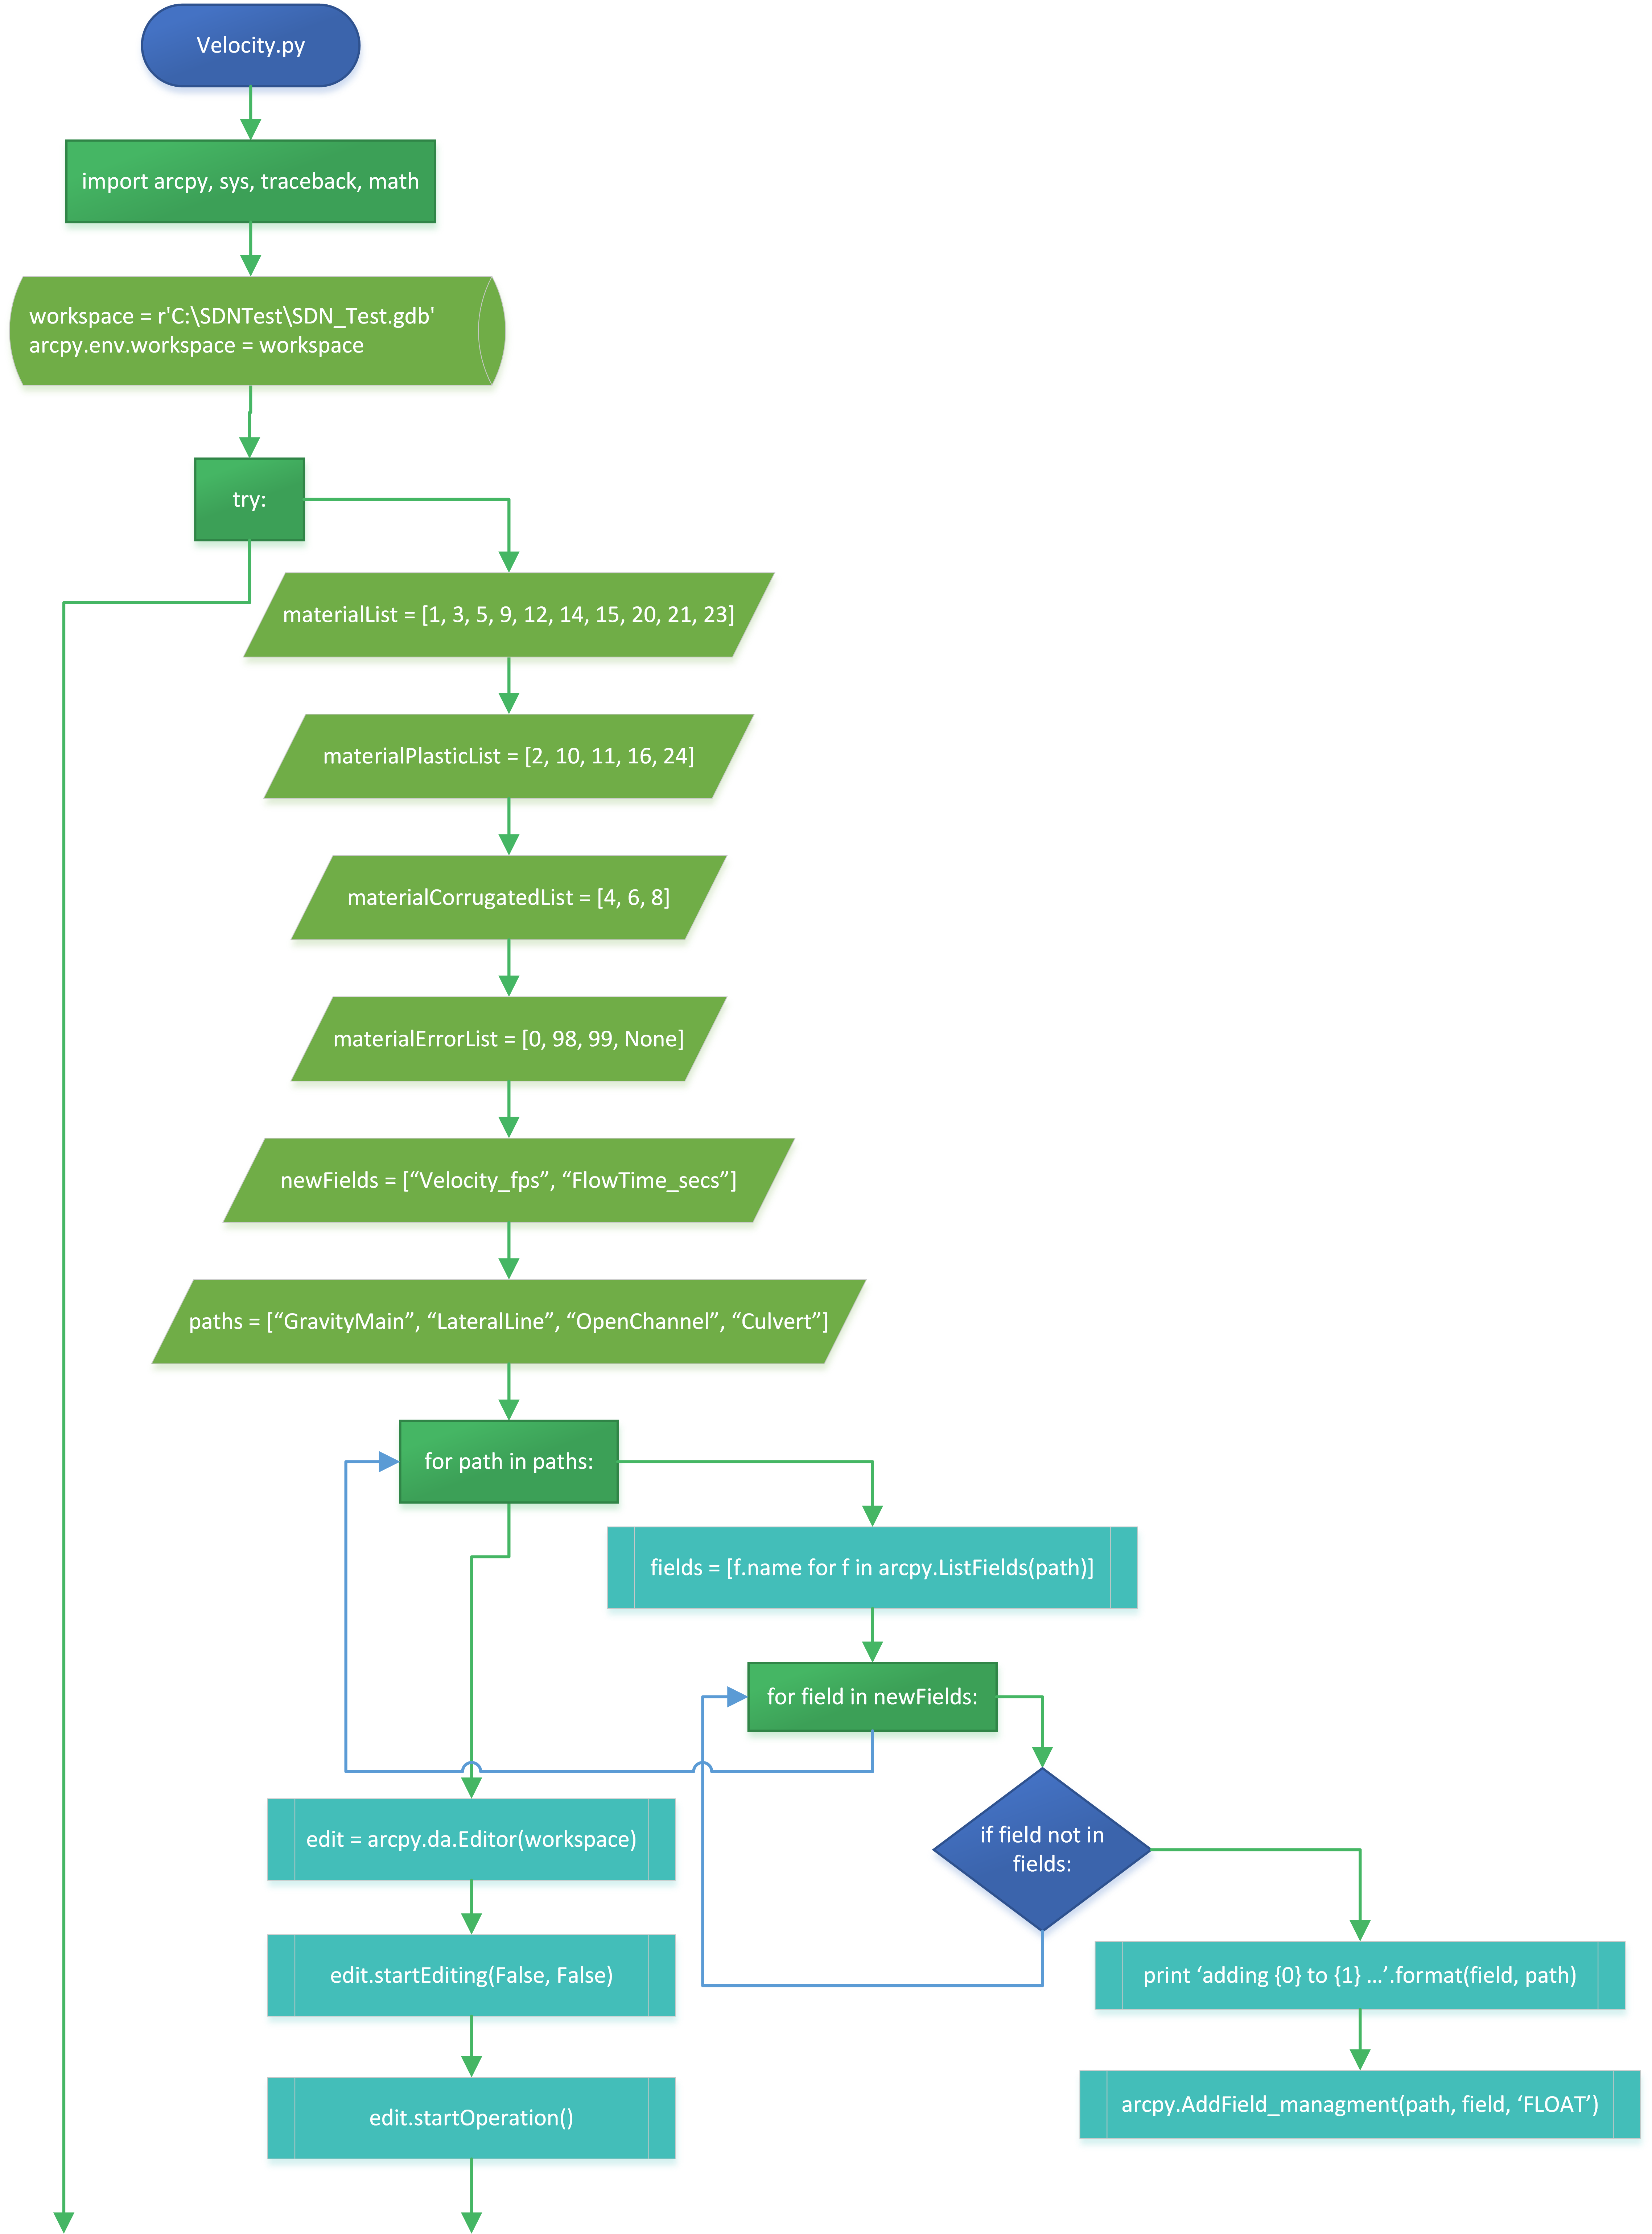 Velocity.py
import arcpy, sys, traceback, math
workspace = r'C:\SDNTest\SDN_Test.gdb'
arcpy.env.workspace = workspace
try:
materialList = [1, 3, 5, 9, 12, 14, 15, 20, 21, 23]
materialPlasticList = [2, 10, 11, 16, 24]
materialCorrugatedList = [4, 6, 8]
materialErrorList = [0, 98, 99, None]
newFields = [“Velocity_fps”, “FlowTime_secs”]
paths = [“GravityMain”, “LateralLine”, “OpenChannel”, “Culvert”]
for path in paths:
fields = [f.name for f in arcpy.ListFields(path)]
for field in newFields:
if field not in
fields:
print ‘adding {0} to {1} …’.format(field, path)
arcpy.AddField_managment(path, field, ‘FLOAT’)
edit = arcpy.da.Editor(workspace)
edit.startEditing(False, False)
edit.startOperation()